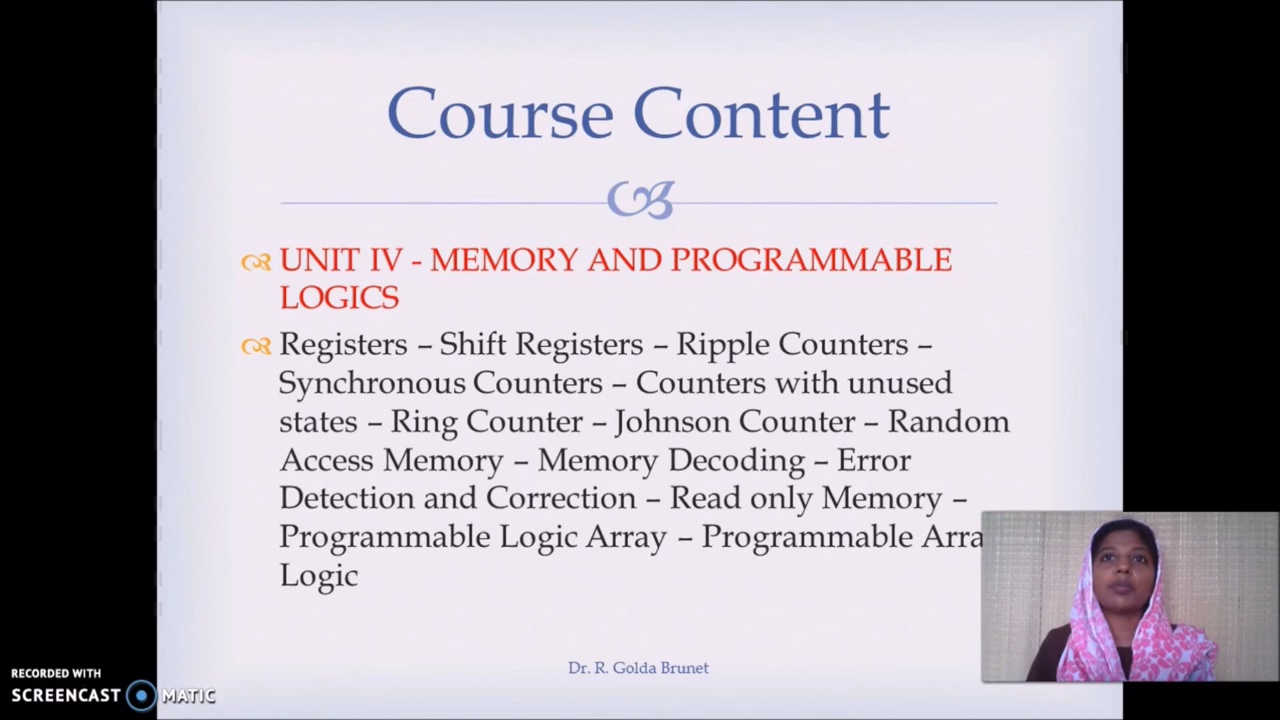 Course Content
UNIT IV - MEMORY AND PROGRAMMABLE
LOGICS
Registers – Shift Registers – Ripple Counters –
Synchronous Counters – Counters with unused
states – Ring Counter – Johnson Counter – Random
Access Memory – Memory Decoding – Error
Detection and Correction – Read only Memory –
Programmable Logic Array – Programmable Arra
Logic
Dr. R. Golda Brunet
RECORDED WITH
SCREENCAST MATIC